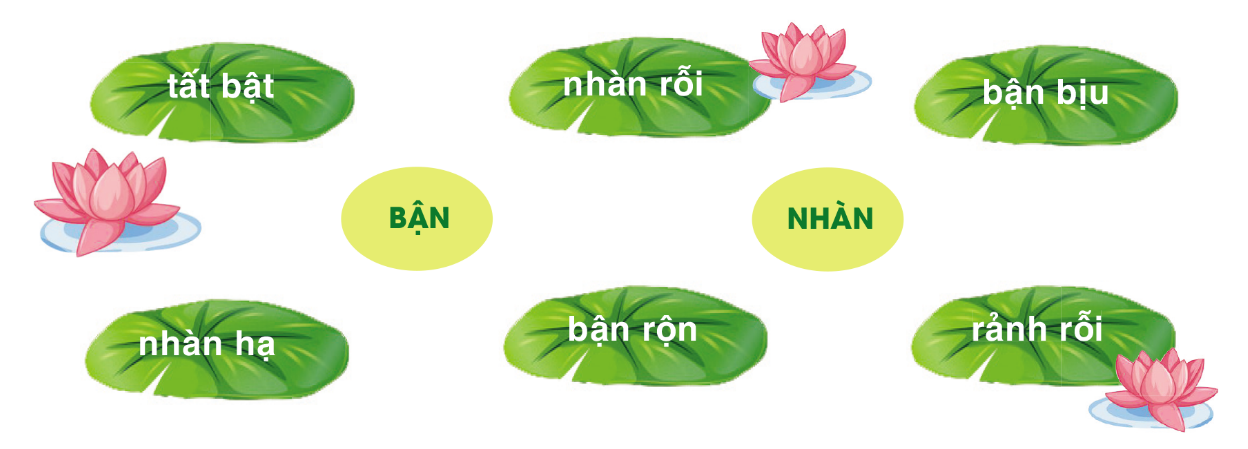 tất bật
nhàn rỗi
bận bịu
BẬN
NHÀN
nhàn hạ
bận rộn
rảnh rỗi